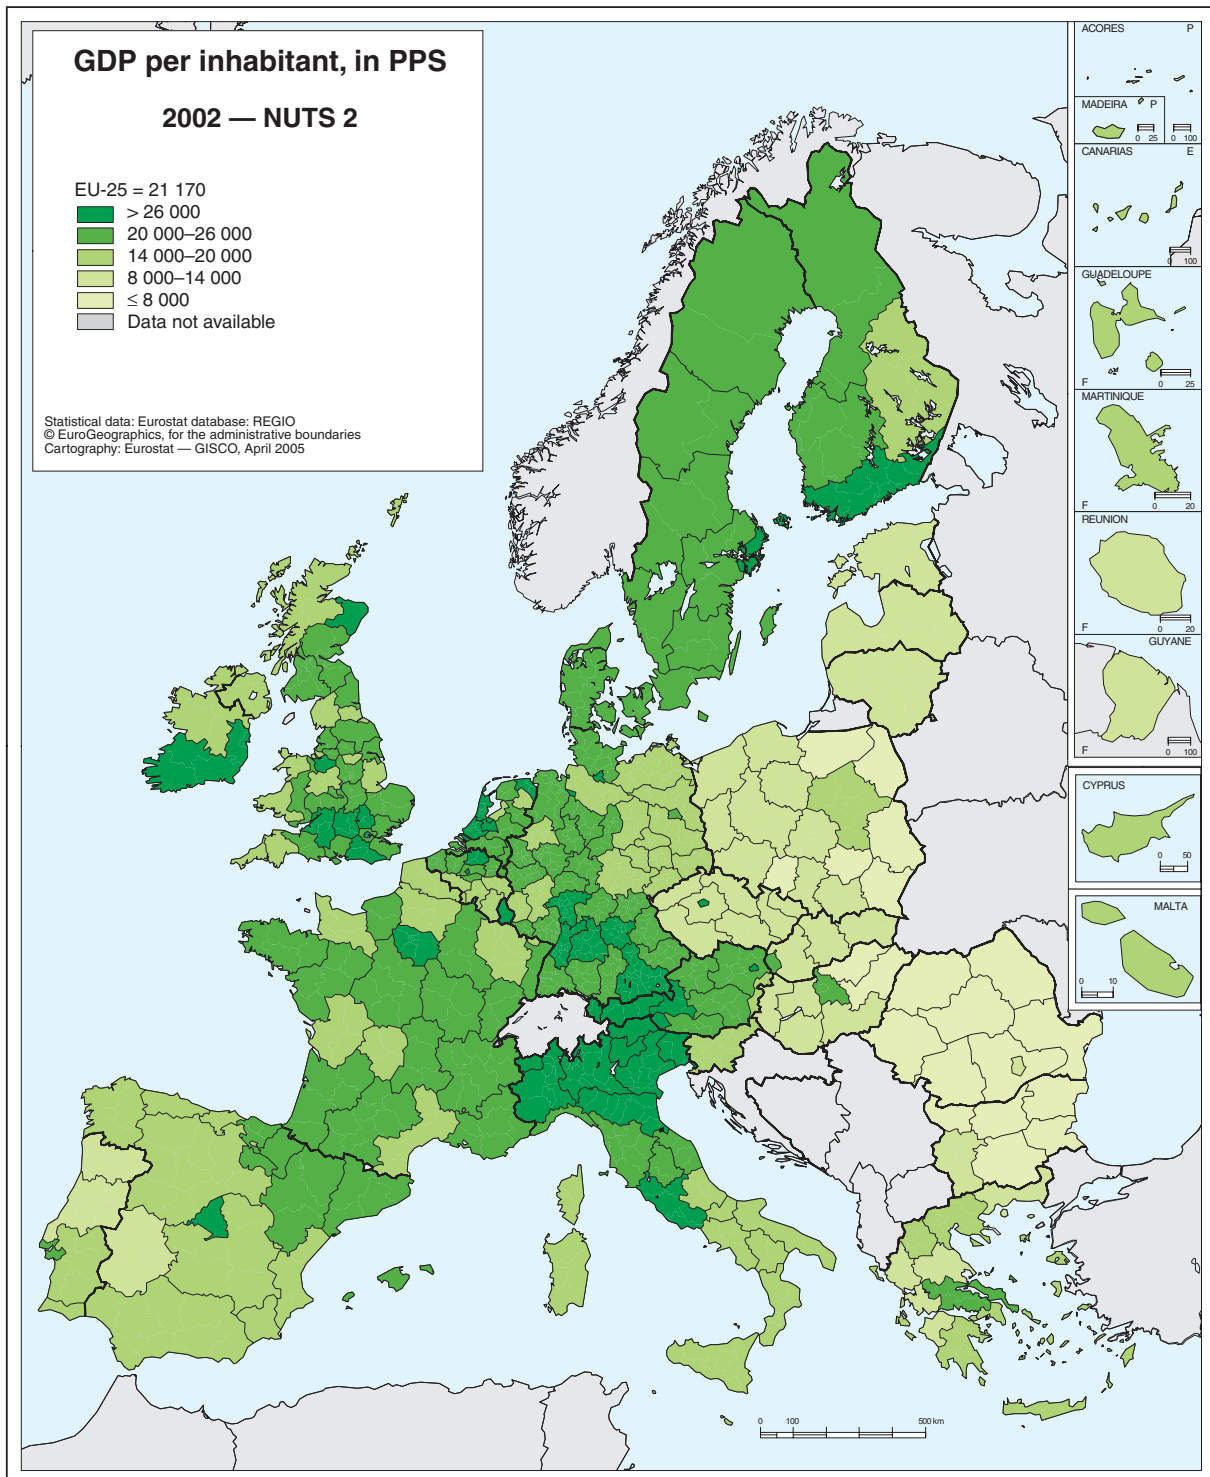 GDP per inhabitant, in PPS
2002 — NUTS 2
EU-25 = 21 170
> 26 000
20 000–26 000
14 000–20 000
8 000–14 000
≤ 8 000
Data not available
Statistical data: Eurostat database: REGIO
© EuroGeographics, for the administrative boundaries
Cartography: Eurostat — GISCO, April 2005
ACORES P
MADEIRA P
0 25 0 100
CANARIAS E
0 100
GUADELOUPE
F 0 25
MARTINIQUE
F 0 20
REUNION
F 0 20
GUYANE
F 0 100
CYPRUS
0 50
MALTA
0 10
0 100 500 km